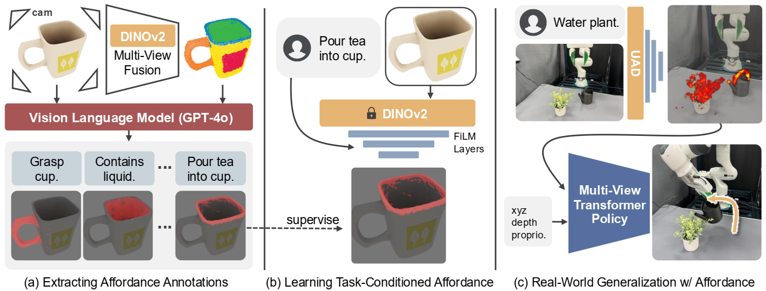 cam
DINOv2
Multi-View
Fusion
Vision Language Model (GPT-4o)
Grasp
cup.
Contains
liquid.
...
Pour tea
into cup.
...
supervise
(a) Extracting Affordance Annotations
Pour tea
into cup.
DINOv2
FiLM
Layers
(b) Learning Task-Conditioned Affordance
Water plant.
UAD
xyz
depth
proprio.
Multi-View
Transformer
Policy
(c) Real-World Generalization w/ Affordance